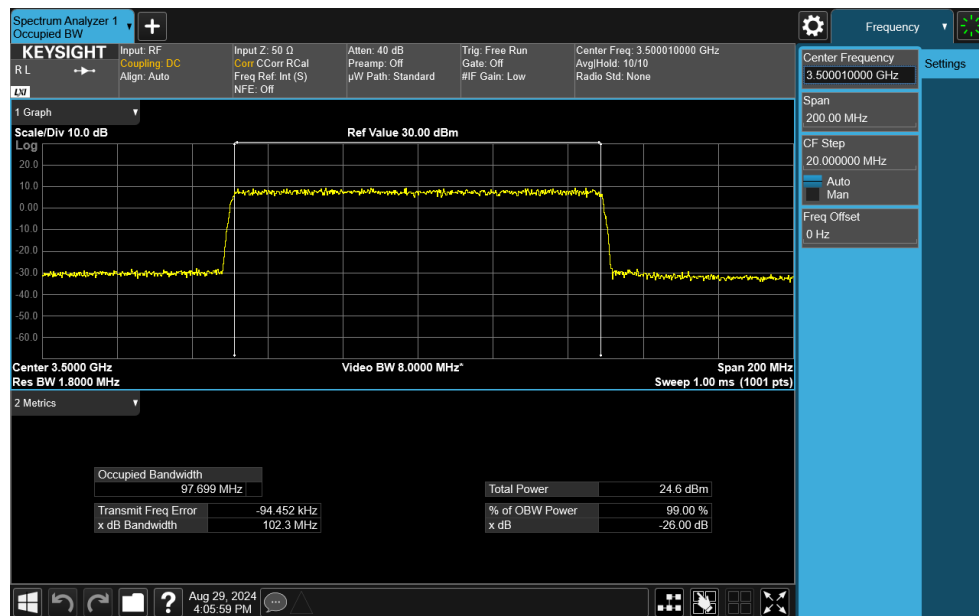 Spectrum Analyzer 1
Occupied BW
Frequency
KEYSIGHT
R L
LXI
Input: RF
Coupling: DC
Align: Auto
Input Z: 50 Ω
Corr CCorr RCal
Freq Ref: Int (S)
NFE: Off
Atten: 40 dB
Preamp: Off
µW Path: Standard
Trig: Free Run
Gate: Off
#IF Gain: Low
Center Freq: 3.500010000 GHz
Avg|Hold: 10/10
Radio Std: None
Center Frequency
3.500010000 GHz
Settings
Span
200.00 MHz
CF Step
20.000000 MHz
Auto
Man
Freq Offset
0 Hz
1 Graph
Scale/Div 10.0 dB
Ref Value 30.00 dBm
Log
20.0
10.0
0.00
-10.0
-20.0
-30.0
-40.0
-50.0
-60.0
Center 3.5000 GHz
Video BW 8.0000 MHz*
Span 200 MHz
Res BW 1.8000 MHz
Sweep 1.00 ms (1001 pts)
2 Metrics
Occupied Bandwidth
97.699 MHz
Total Power 24.6 dBm
Transmit Freq Error -94.452 kHz
% of OBW Power 99.00 %
x dB Bandwidth 102.3 MHz
x dB -26.00 dB
Aug 29, 2024
4:05:59 PM